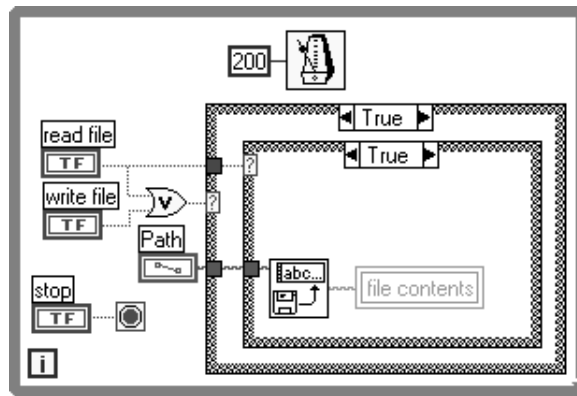 200
True
read file
TF
True
?
write file
TF
V
?
Path
abc...
file contents
stop
TF
i